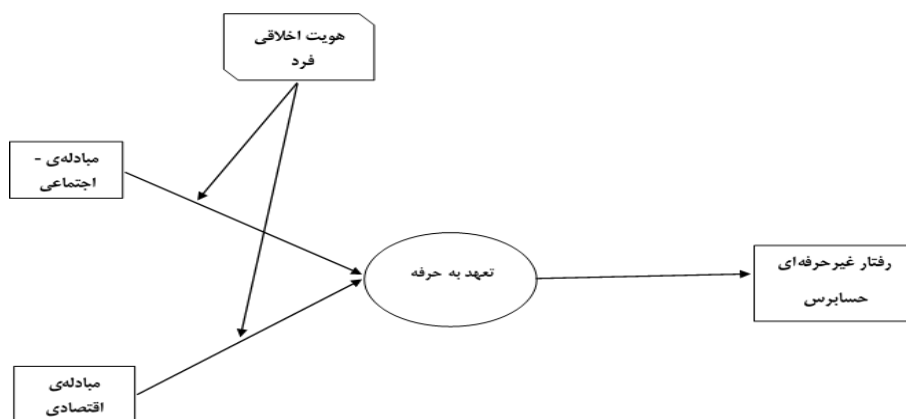 هویت اخلاقی
فرد
مبادله‌ی -
اجتماعی
تعهد به حرفه
رفتار غیرحرفه‌ای
حسابرس
مبادله‌ی
اقتصادی